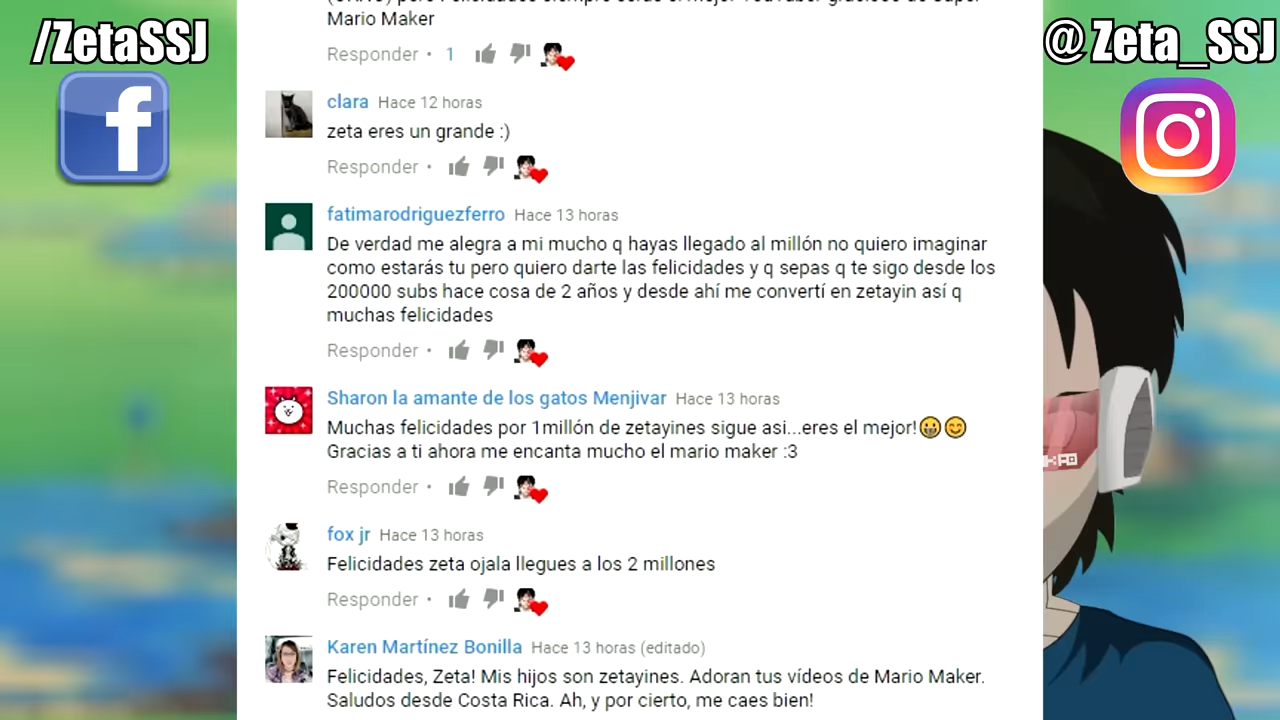 /ZetaSSJ
@Zeta_SSJ
Mario Maker
Responder • 1
clara Hace 12 horas
zeta eres un grande :)
Responder •
fatimarodriguezferro Hace 13 horas
De verdad me alegra a mi mucho q hayas llegado al millón no quiero imaginar
como estarás tu pero quiero darte las felicidades y q sepas q te sigo desde los
200000 subs hace cosa de 2 años y desde ahí me convertí en zetayin así q
muchas felicidades
Responder •
Sharon la amante de los gatos Menjivar Hace 13 horas
Muchas felicidades por 1millón de zetayines sigue asi...eres el mejor!😀😊
Gracias a ti ahora me encanta mucho el mario maker :3
Responder •
fox jr Hace 13 horas
Felicidades zeta ojala llegues a los 2 millones
Responder •
Karen Martínez Bonilla Hace 13 horas (editado)
Felicidades, Zeta! Mis hijos son zetayines. Adoran tus vídeos de Mario Maker.
Saludos desde Costa Rica. Ah, y por cierto, me caes bien!